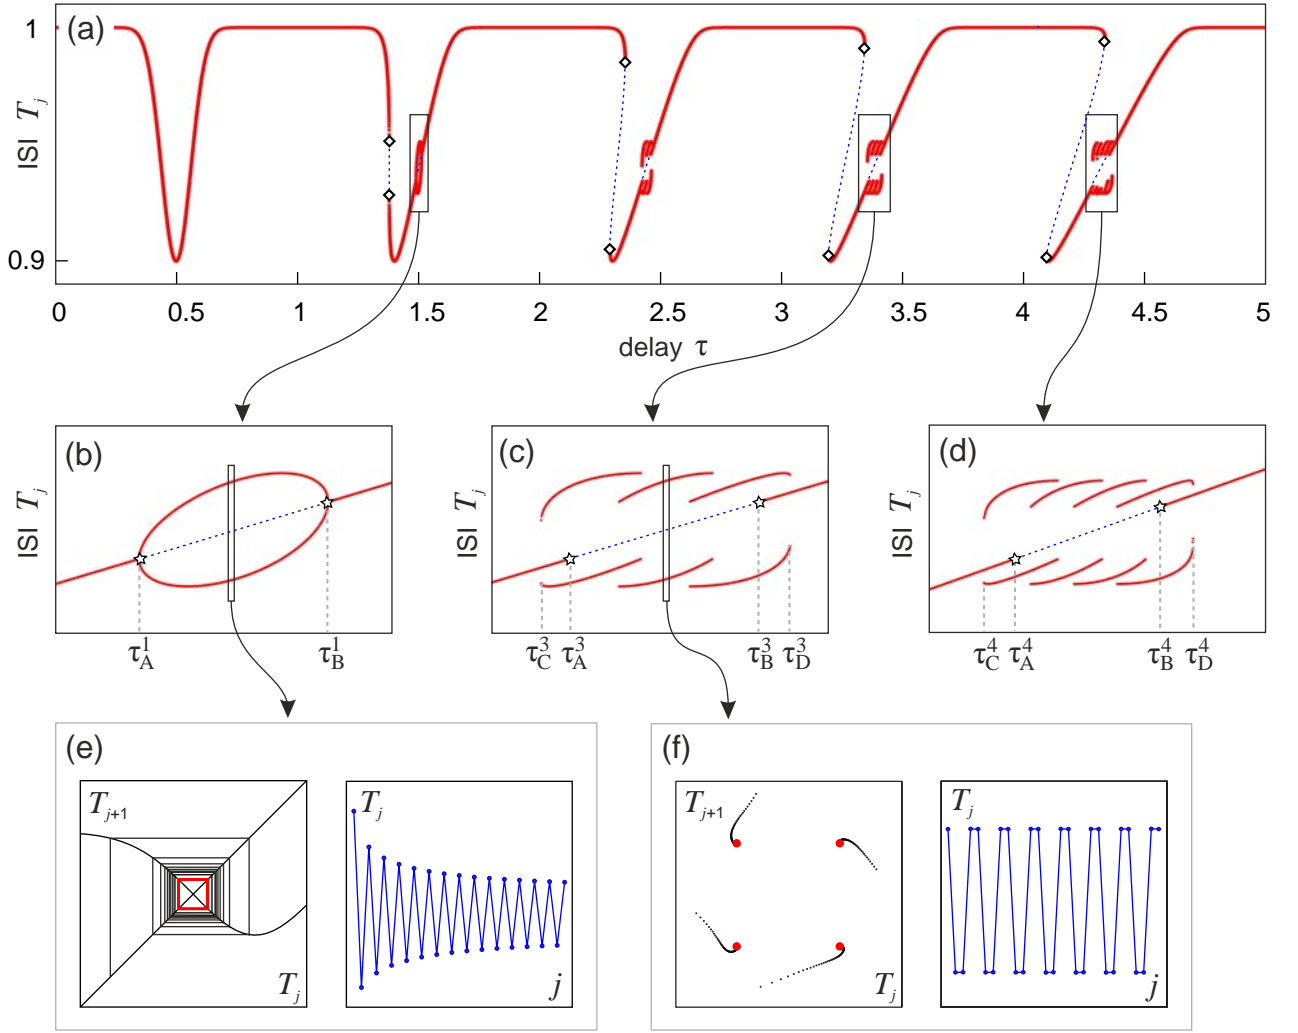 (a)
ISI T_j
1
0.9
0 0.5 1 1.5 2 2.5 3 3.5 4 4.5 5
delay τ
(b) (c) (d)
ISI T_j ISI T_j ISI T_j
τ_A^1 τ_B^1 τ_C^3 τ_A^3 τ_B^3 τ_D^3 τ_C^4 τ_A^4 τ_B^4 τ_D^4
(e) (f)
T_{j+1} T_j T_{j+1} T_j
T_j j T_j j